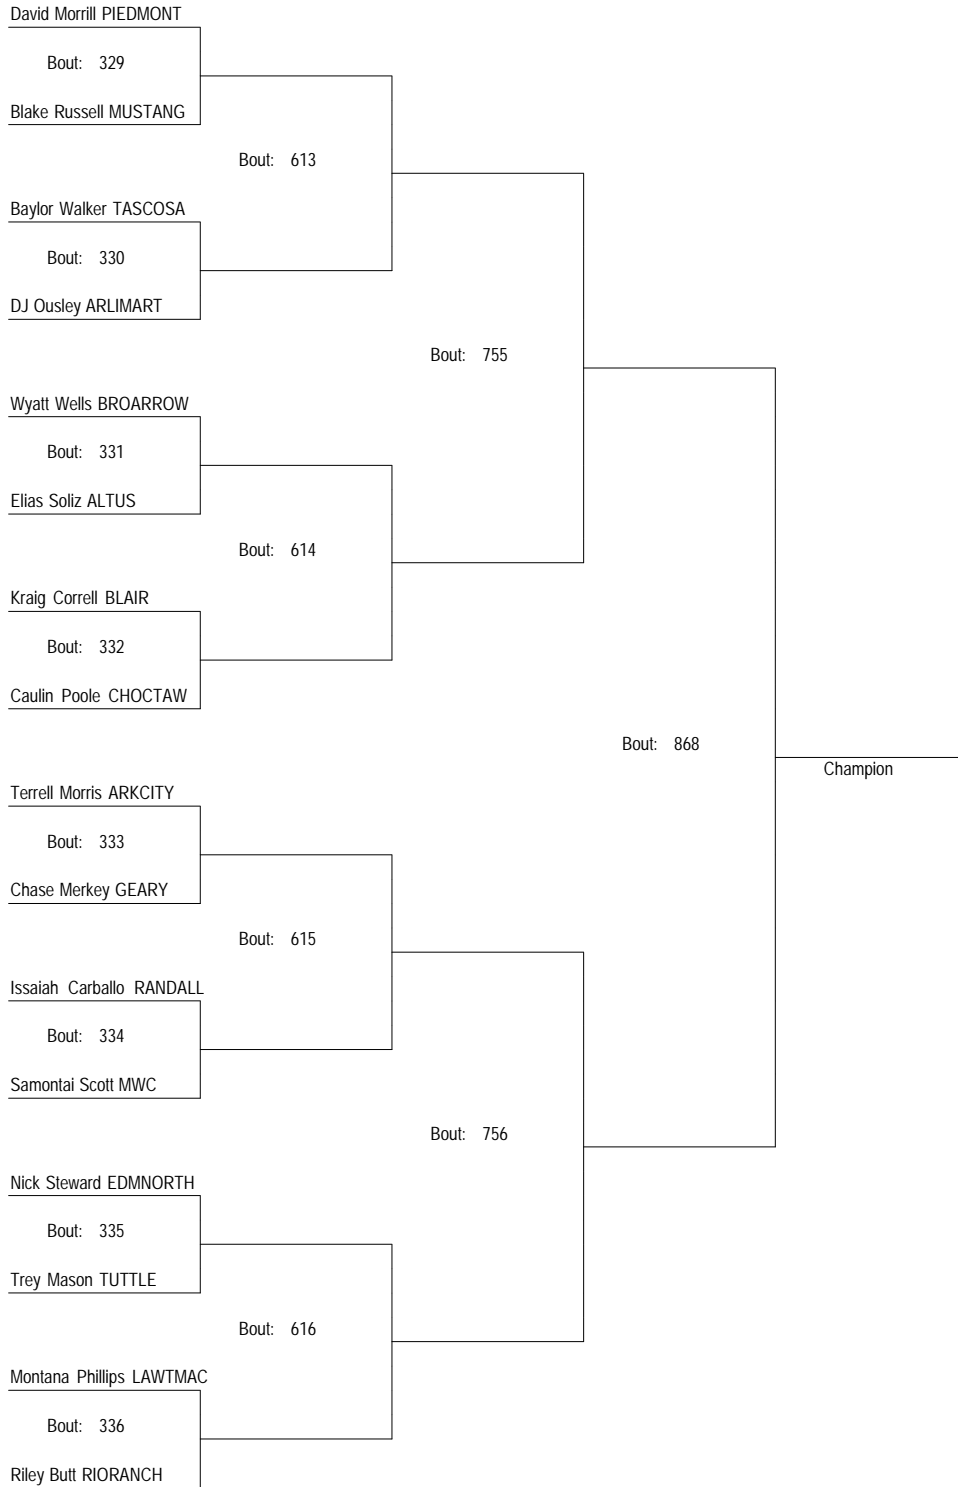 David Morrill PIEDMONT
Bout: 329
Blake Russell MUSTANG
Bout: 613
Baylor Walker TASCOSA
Bout: 330
DJ Ousley ARLIMART
Bout: 755
Wyatt Wells BROARROW
Bout: 331
Elias Soliz ALTUS
Bout: 614
Kraig Correll BLAIR
Bout: 332
Caulin Poole CHOCTAW
Bout: 868
Champion
Terrell Morris ARKCITY
Bout: 333
Chase Merkey GEARY
Bout: 615
Issaiah Carballo RANDALL
Bout: 334
Samontai Scott MWC
Bout: 756
Nick Steward EDMNORTH
Bout: 335
Trey Mason TUTTLE
Bout: 616
Montana Phillips LAWTMAC
Bout: 336
Riley Butt RIORANCH